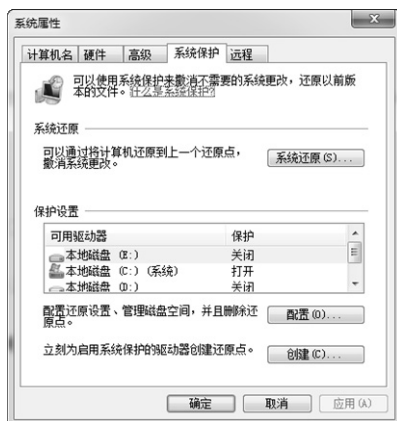 系统属性
计算机名 硬件 高级 系统保护 远程
可以使用系统保护来撤消不需要的系统更改，还原以前版
本的文件。什么是系统保护?
系统还原
可以通过将计算机还原到上一个还原点，
撤消系统更改。
系统还原(S)...
保护设置
可用驱动器 保护
本地磁盘 (E:) 关闭
本地磁盘 (C:) (系统) 打开
本地磁盘 (D:) 关闭
配置还原设置、管理磁盘空间，并且删除还
原点。
配置(O)...
立刻为启用系统保护的驱动器创建还原点。
创建(C)...
确定 取消 应用(A)